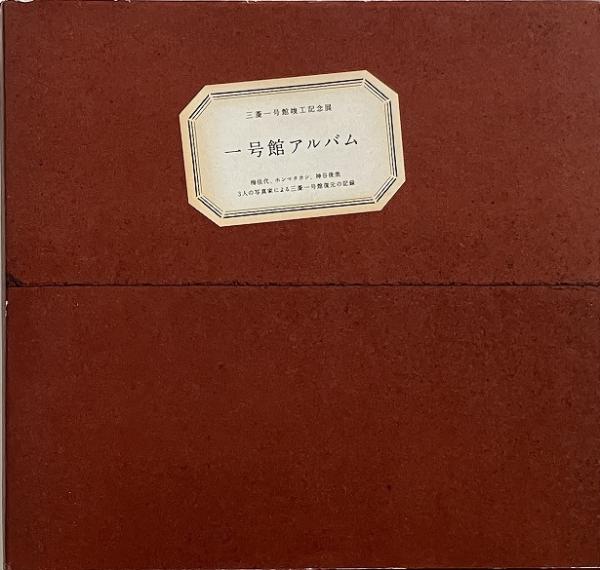 三菱一号館竣工記念展
一号館アルバム
梅佳代、ホンマタカシ、神谷俊美
3人の写真家による三菱一号館復元の記録